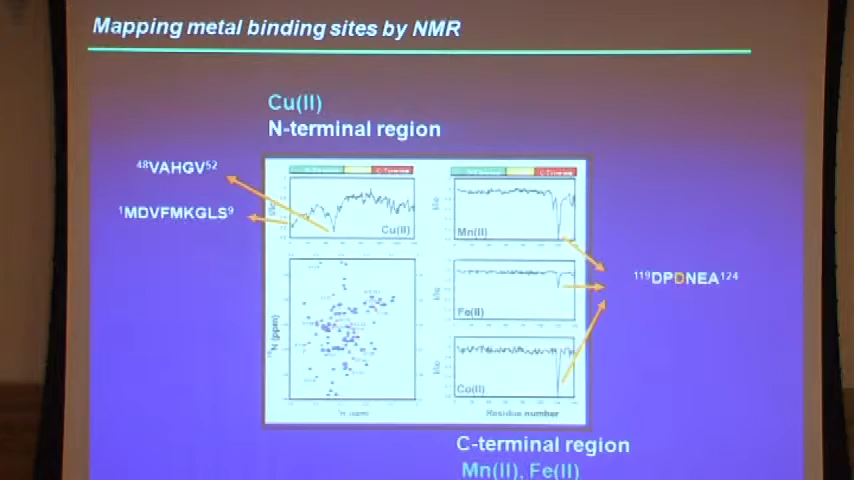 Mapping metal binding sites by NMR
Cu(II)
N-terminal region
⁴⁸VAHGV⁵²
¹MDVFMKGLS⁹
Cu(II)
Mn(II)
Fe(II)
Co(II)
¹¹⁹DPDNEA¹²⁴
N (ppm)
Residue number
C-terminal region
Mn(II), Fe(II)